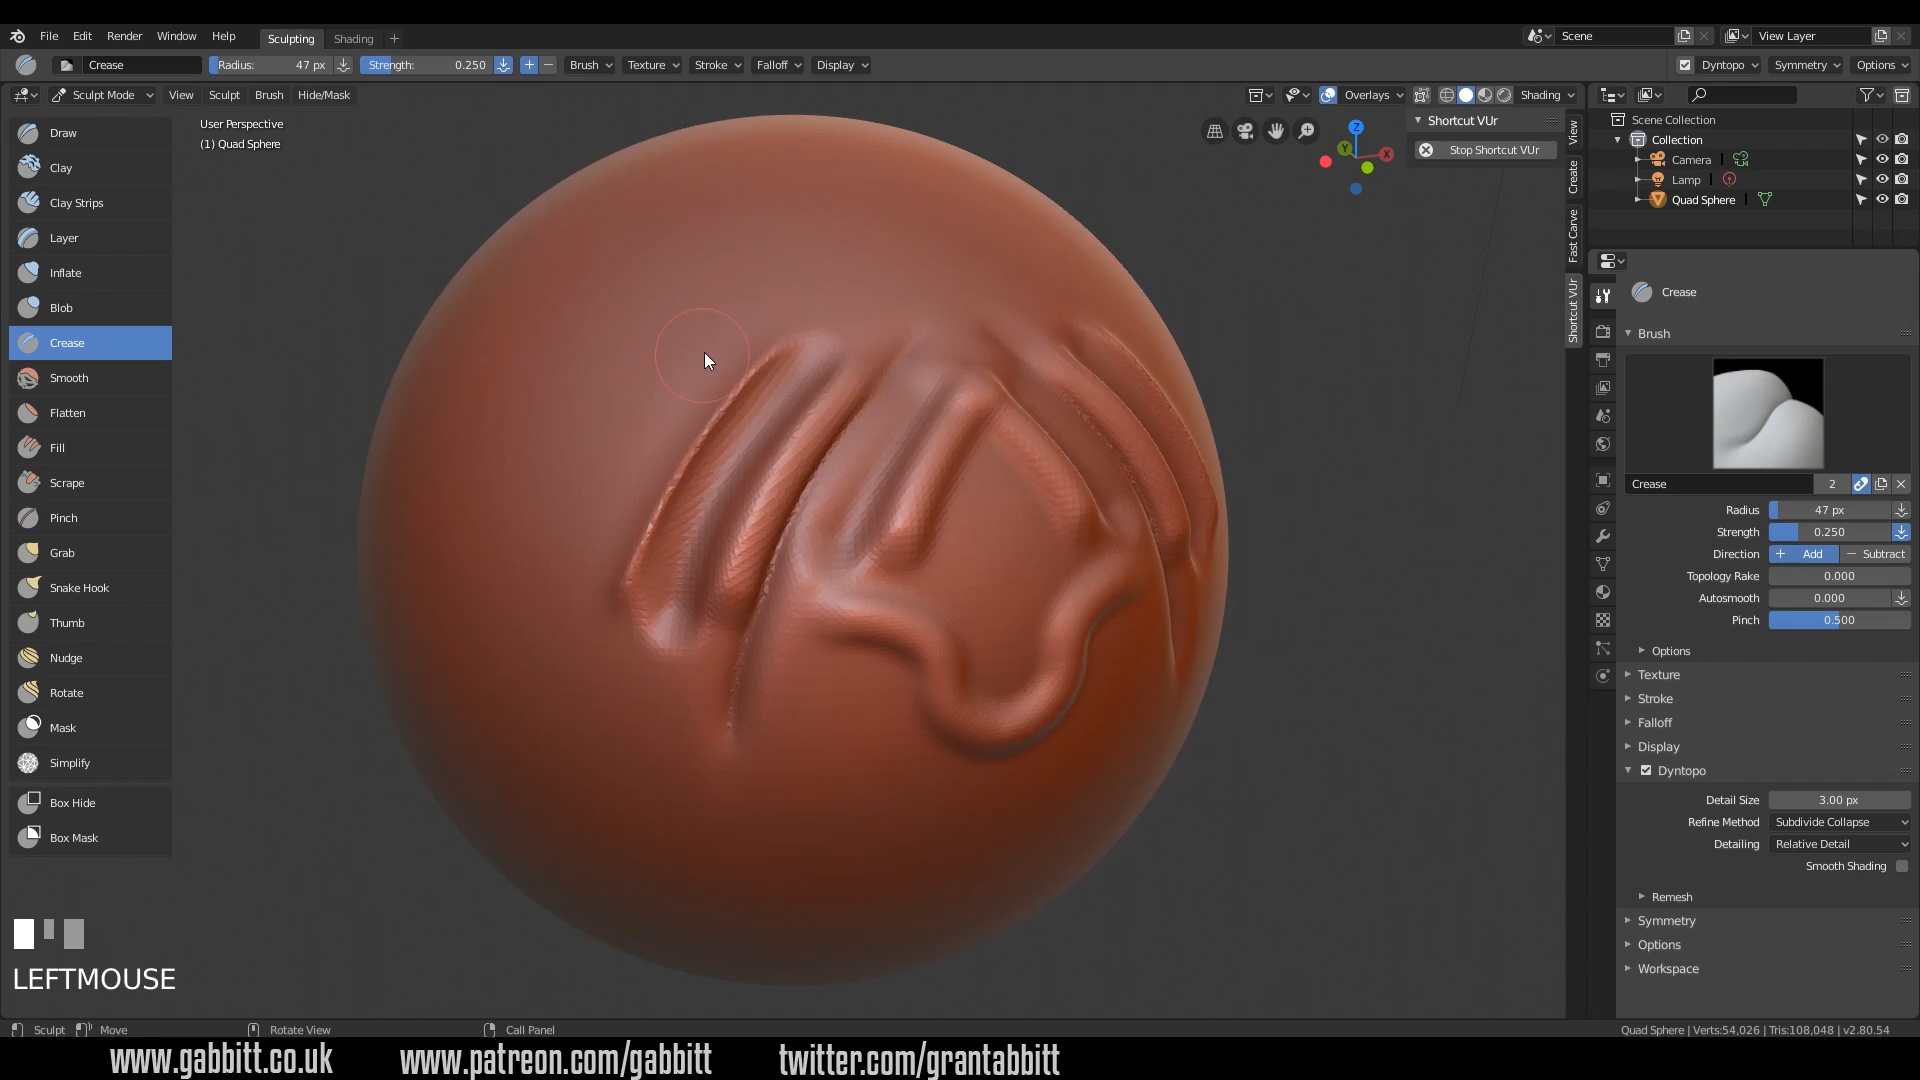 File Edit Render Window Help Sculpting Shading + Scene View Layer
Crease Radius: 47 px Strength: 0.250 + − Brush Texture Stroke Falloff Display Dyntopo Symmetry Options
Sculpt Mode View Sculpt Brush Hide/Mask Overlays Shading
User Perspective
(1) Quad Sphere
Draw
Clay
Clay Strips
Layer
Inflate
Blob
Crease
Smooth
Flatten
Fill
Scrape
Pinch
Grab
Snake Hook
Thumb
Nudge
Rotate
Mask
Simplify
Box Hide
Box Mask
LEFTMOUSE
Z
Y
X
Shortcut VUr
Stop Shortcut VUr
View
Create
Fast Carve
Shortcut VUr
Scene Collection
Collection
Camera
Lamp
Quad Sphere
Crease
Brush
Crease 2
Radius 47 px
Strength 0.250
Direction + Add − Subtract
Topology Rake 0.000
Autosmooth 0.000
Pinch 0.500
Options
Texture
Stroke
Falloff
Display
Dyntopo
Detail Size 3.00 px
Refine Method Subdivide Collapse
Detailing Relative Detail
Smooth Shading
Remesh
Symmetry
Options
Workspace
Sculpt Move Rotate View Call Panel Quad Sphere | Verts:54,026 | Tris:108,048 | v2.80.54
www.gabbitt.co.uk www.patreon.com/gabbitt twitter.com/grantabbitt